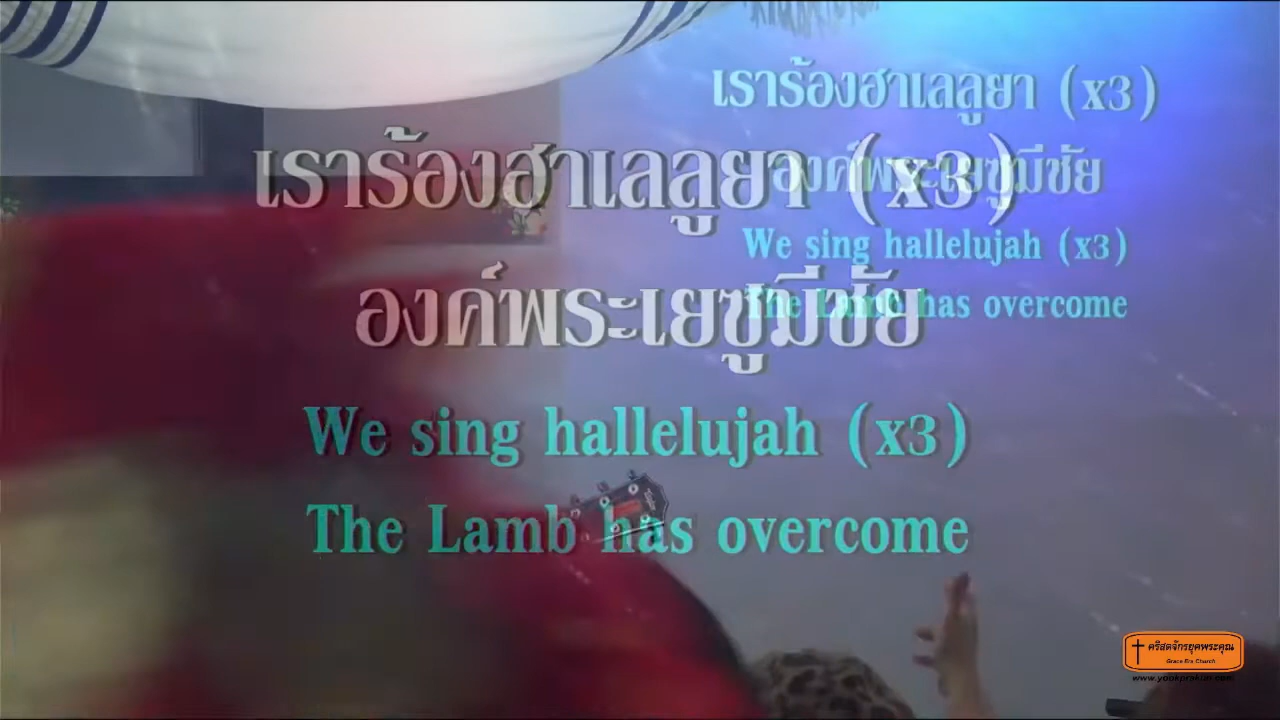 เราร้องฮาเลลูยา (x3)
องค์พระเยซูมีชัย
We sing hallelujah (x3)
The Lamb has overcome
เราร้องฮาเลลูยา (x3)
องค์พระเยซูมีชัย
We sing hallelujah (x3)
The Lamb has overcome
คริสตจักรยุคพระคุณ
Grace Era Church
www.yookprakun.com